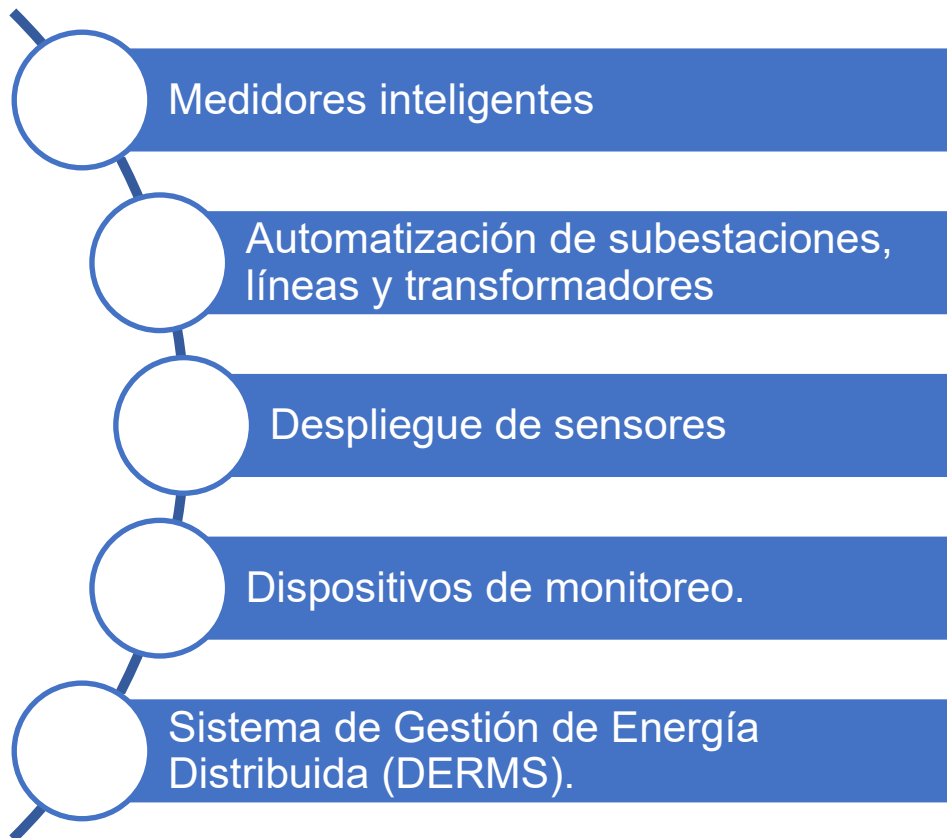 Medidores inteligentes
Automatización de subestaciones,
líneas y transformadores
Despliegue de sensores
Dispositivos de monitoreo.
Sistema de Gestión de Energía
Distribuida (DERMS).